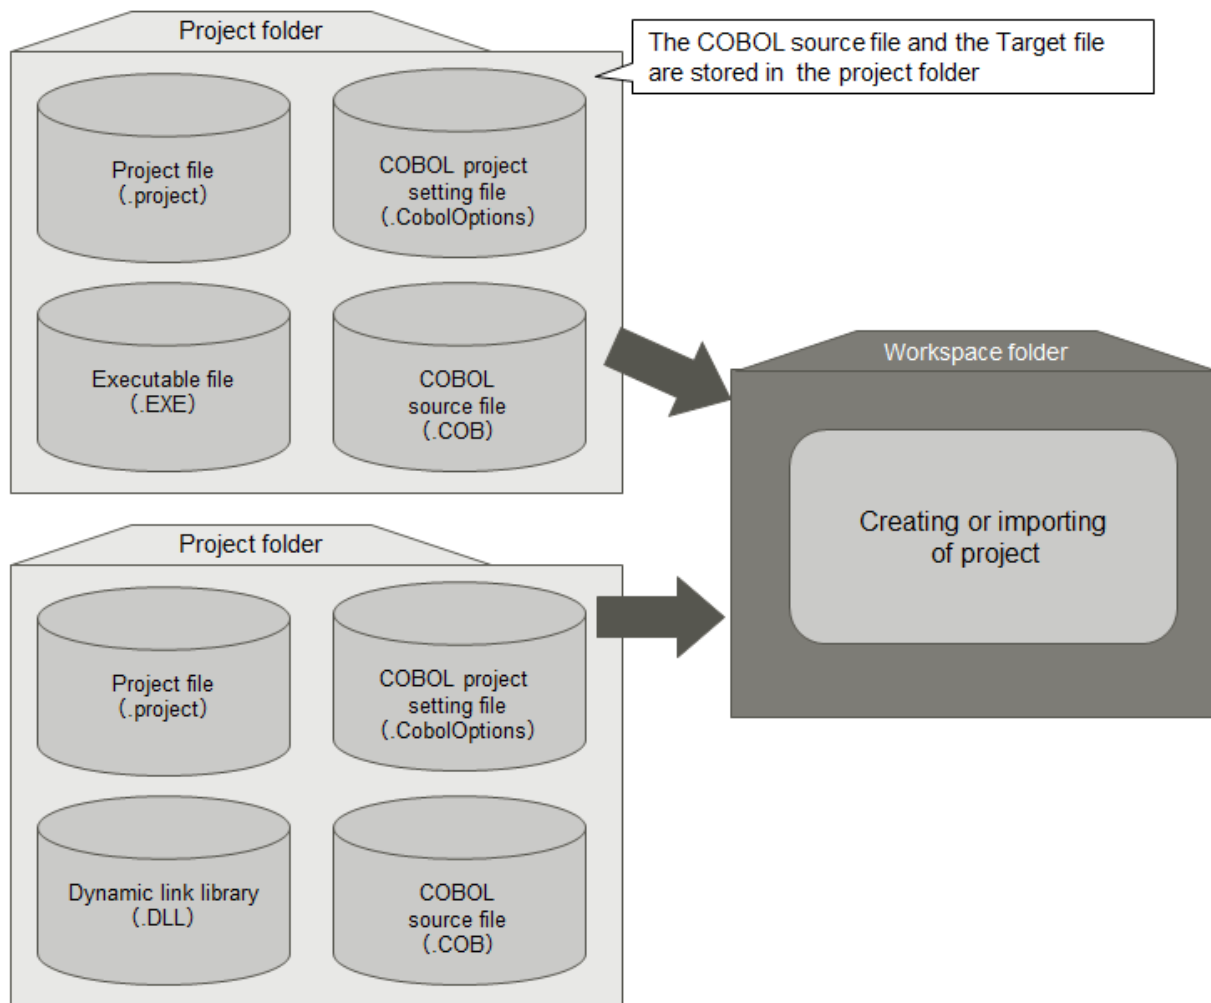 Project folder
The COBOL source file and the Target file
are stored in the project folder
Project file
(.project)
COBOL project
setting file
(.CobolOptions)
Executable file
(.EXE)
COBOL
source file
(.COB)
Workspace folder
Creating or importing
of project
Project folder
Project file
(.project)
COBOL project
setting file
(.CobolOptions)
Dynamic link library
(.DLL)
COBOL
source file
(.COB)